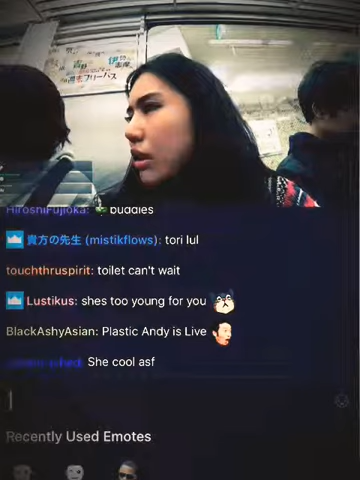 HiroshiFujioka: buddies
貴方の先生 (mistikflows): tori lul
touchthruspirit: toilet can't wait
Lustikus: shes too young for you
BlackAshyAsian: Plastic Andy is Live
She cool asf
Recently Used Emotes